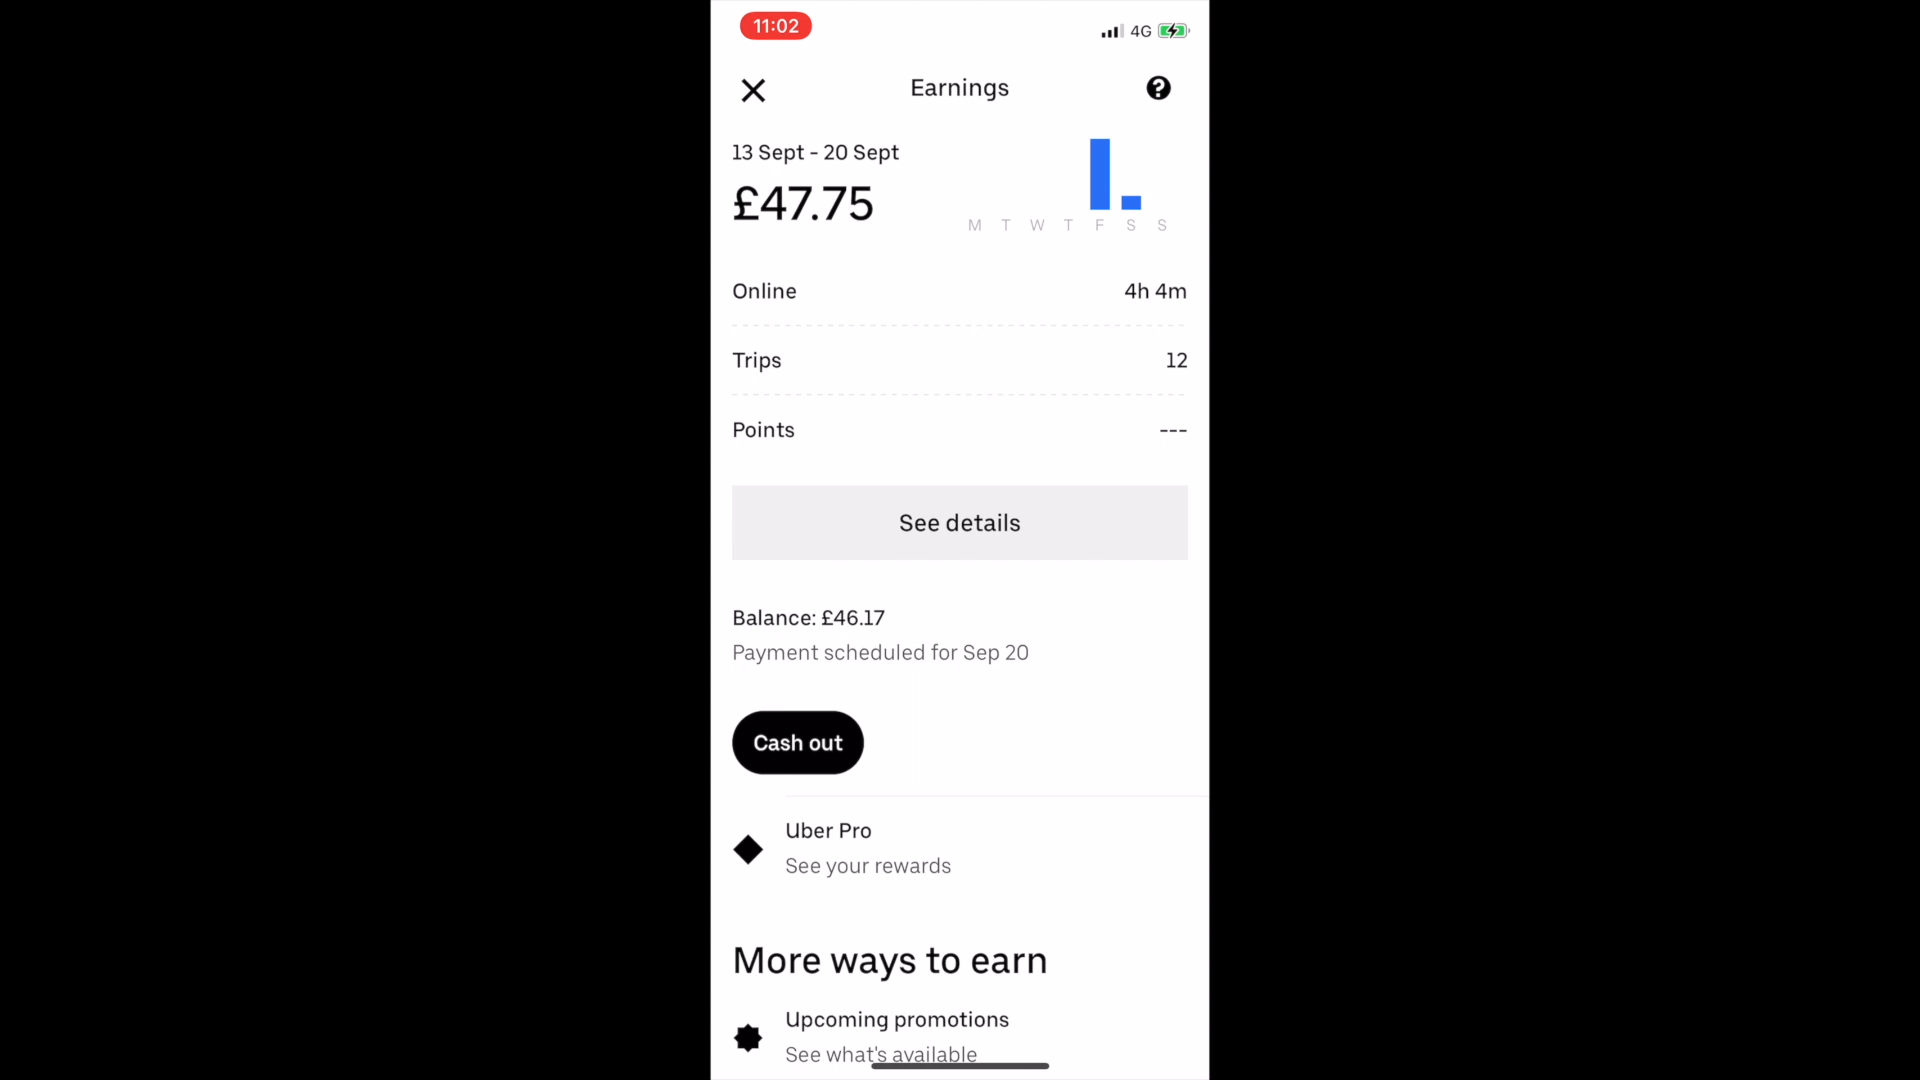 11:02
4G
Earnings
13 Sept - 20 Sept
£47.75
M T W T F S S
Online 4h 4m
Trips 12
Points ---
See details
Balance: £46.17
Payment scheduled for Sep 20
Cash out
Uber Pro
See your rewards
More ways to earn
Upcoming promotions
See what's available